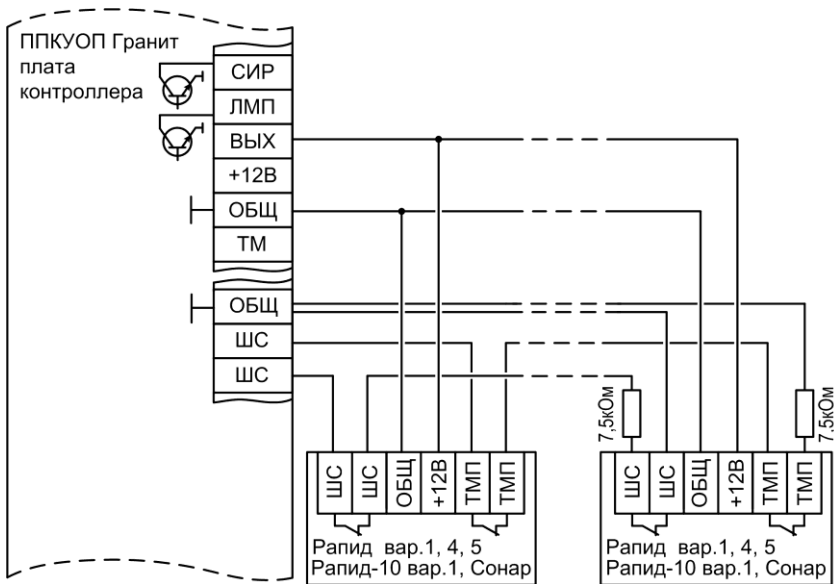 ППКУОП Гранит
плата
контроллера
СИР
ЛМП
ВЫХ
+12В
ОБЩ
ТМ
ОБЩ
ШС
ШС
7,5кОм
7.5кОм
ШС
ШС
ОБЩ
+12В
ТМП
ТМП
ШС
ШС
ОБЩ
+12В
ТМП
ТМП
Рапид вар.1, 4, 5
Рапид-10 вар.1, Сонар
Рапид вар.1, 4, 5
Рапид-10 вар.1, Сонар